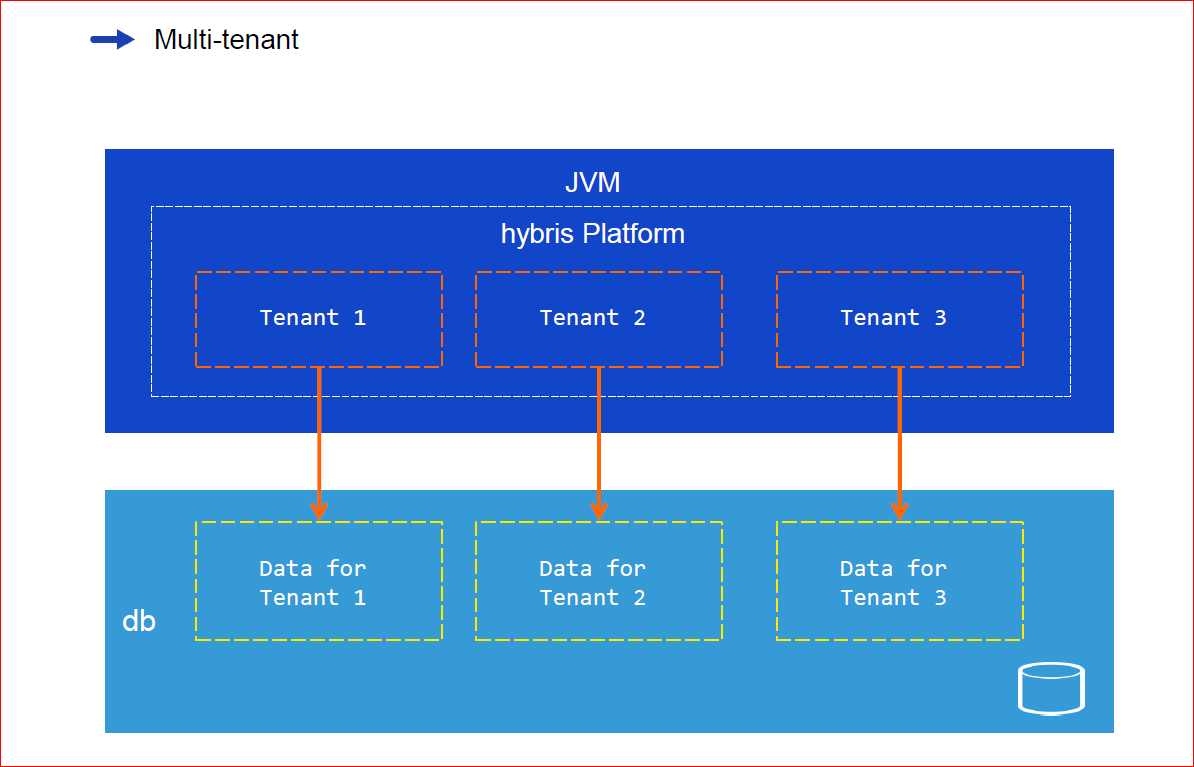 Multi-tenant
JVM
hybris Platform
Tenant 1
Tenant 2
Tenant 3
Data for
Tenant 1
Data for
Tenant 2
Data for
Tenant 3
db